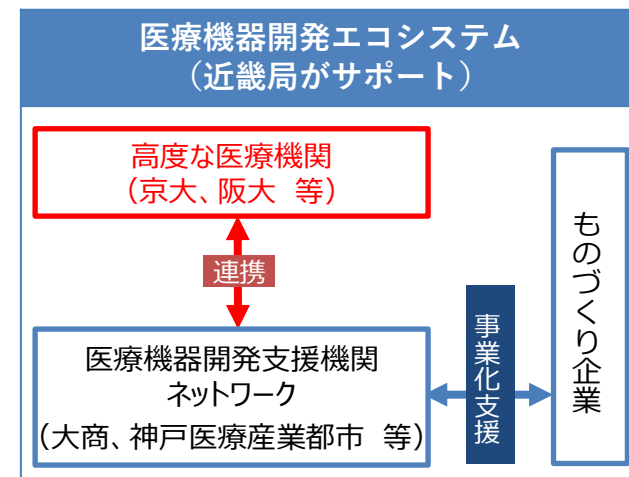 医療機器開発エコシステム
（近畿局がサポート）
高度な医療機関
（京大、阪大　等）
連携
医療機器開発支援機関
ネットワーク
（大商、神戸医療産業都市　等）
事業化支援
ものづくり企業